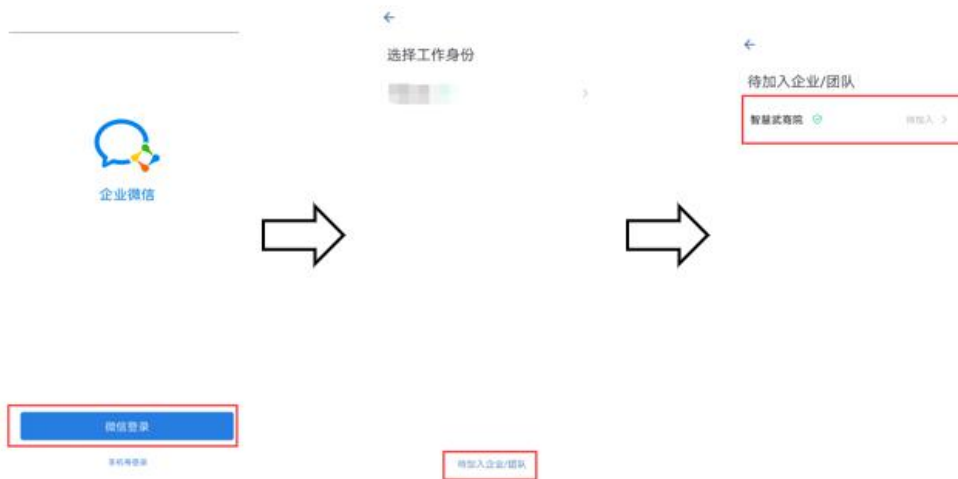 企业微信
微信登录
手机号登录
选择工作身份
待加入企业/团队
待加入企业/团队
智慧武商院
待加入